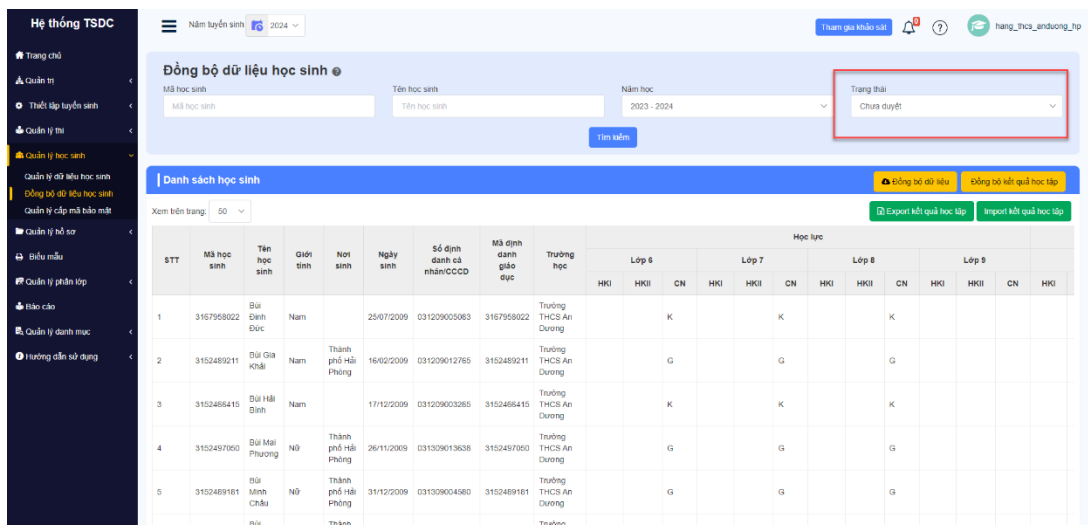 Hệ thống TSDC
Năm tuyển sinh 2024
Tham gia khảo sát
0
?
hang_thcs_anduong_hp
Trang chủ
Quản trị
Thiết lập tuyển sinh
Quản lý thi
Quản lý học sinh
Quản lý dữ liệu học sinh
Đồng bộ dữ liệu học sinh
Quản lý cấp mã bảo mật
Quản lý hồ sơ
Biểu mẫu
Quản lý phân lớp
Báo cáo
Quản lý danh mục
Hướng dẫn sử dụng
Đồng bộ dữ liệu học sinh
Mã học sinh
Tên học sinh
Năm học
Trạng thái
Mã học sinh
Tên học sinh
2023 - 2024
Chưa duyệt
Tìm kiếm
Danh sách học sinh
Đồng bộ dữ liệu
Đồng bộ kết quả học tập
Xem trên trang: 50
Export kết quả học tập
Import kết quả học tập
STT
Mã học
sinh
Tên
học
sinh
Giới
tính
Nơi
sinh
Ngày
sinh
Số định
danh cá
nhân/CCCD
Mã định
danh
giáo
dục
Trường
học
Học lực
Lớp 6 Lớp 7 Lớp 8 Lớp 9
HKI HKII CN HKI HKII CN HKI HKII CN HKI HKII CN HKI
1 3167958022
Bùi
Đình
Đức
Nam 25/07/2009 031209005083 3167958022
Trường
THCS An
Dương
K K K
2 3152489211
Bùi Gia
Khải
Nam
Thành
phố Hải
Phòng
16/02/2009 031209012765 3152489211
Trường
THCS An
Dương
G G G
3 3152466415
Bùi Hải
Bình
Nam 17/12/2009 031209003265 3152466415
Trường
THCS An
Dương
K K K
4 3152497050
Bùi Mai
Phương
Nữ
Thành
phố Hải
Phòng
26/11/2009 031309013638 3152497050
Trường
THCS An
Dương
G G G
5 3152489181
Bùi
Minh
Châu
Nữ
Thành
phố Hải
Phòng
31/12/2009 031309004580 3152489181
Trường
THCS An
Dương
G G G
Bùi
Thành
Trường